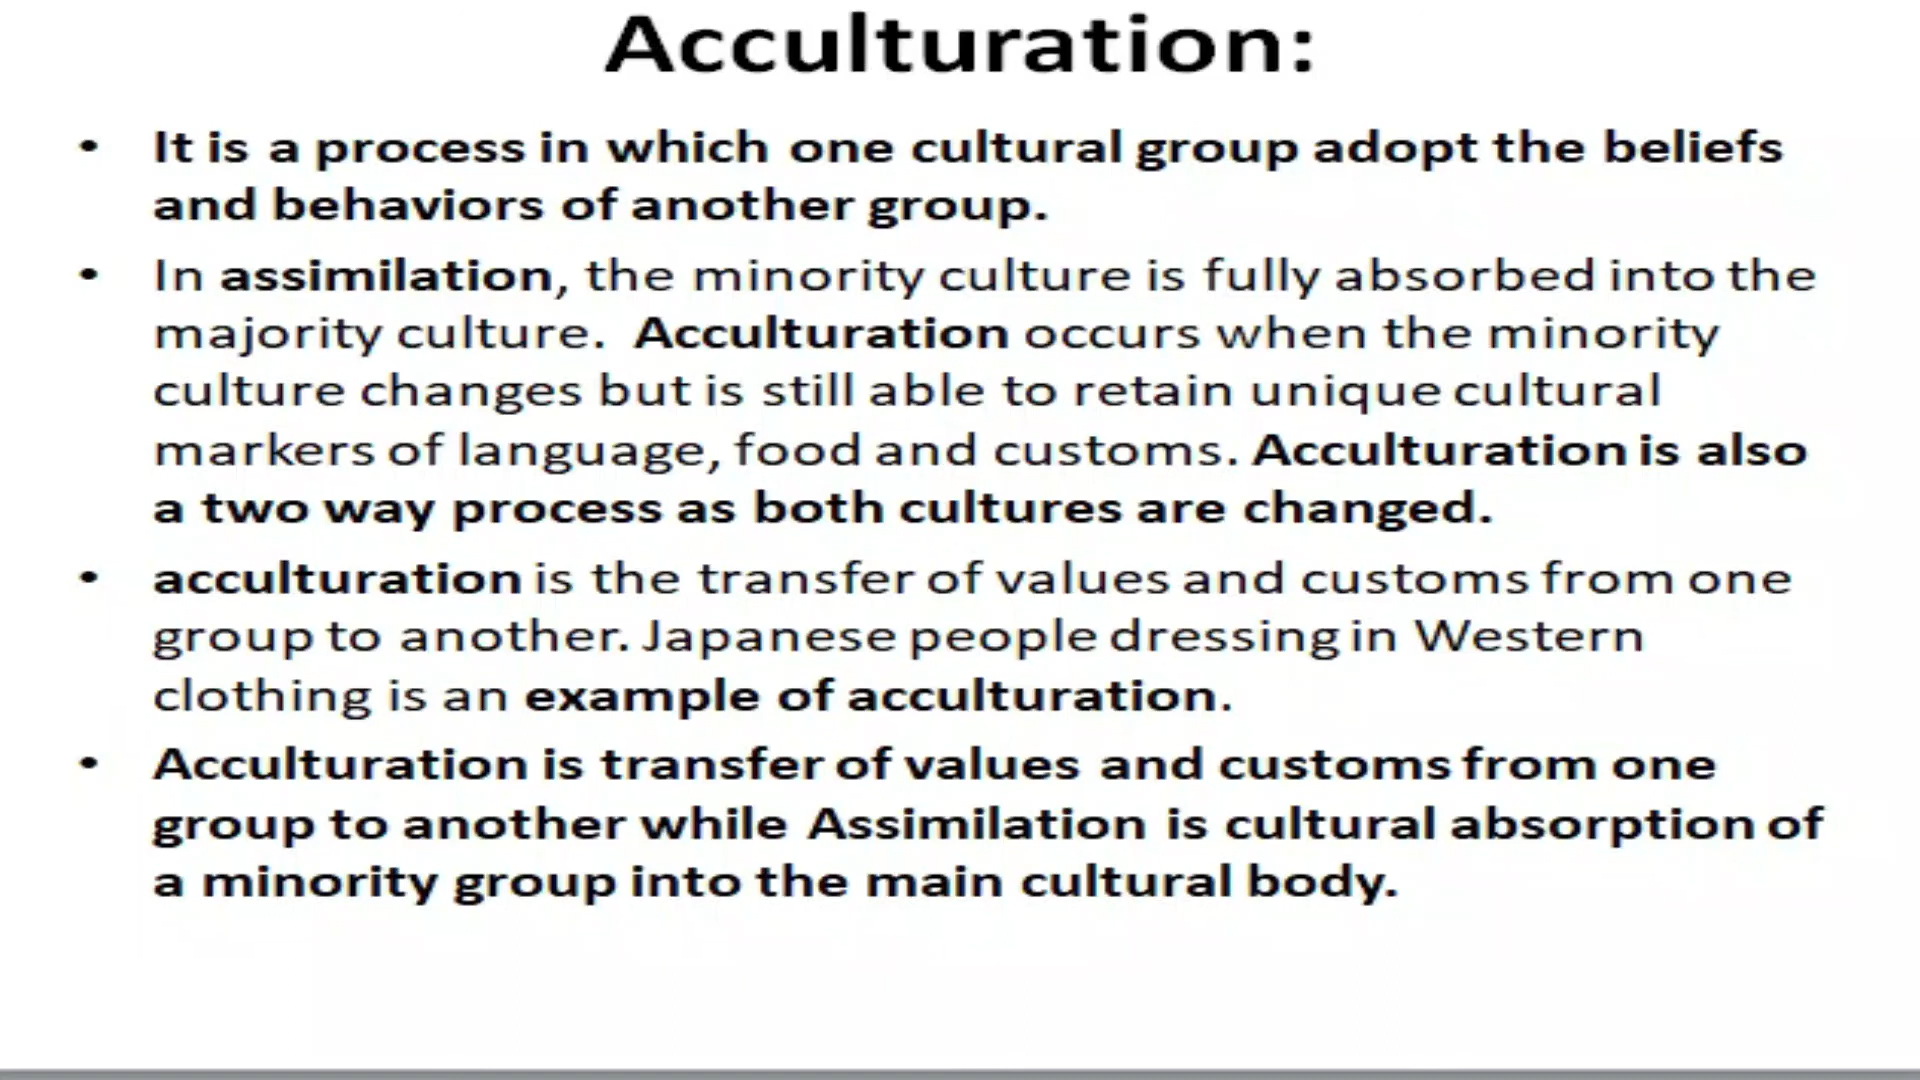 Acculturation:
• It is a process in which one cultural group adopt the beliefs
and behaviors of another group.
• In assimilation, the minority culture is fully absorbed into the
majority culture. Acculturation occurs when the minority
culture changes but is still able to retain unique cultural
markers of language, food and customs. Acculturation is also
a two way process as both cultures are changed.
• acculturation is the transfer of values and customs from one
group to another. Japanese people dressing in Western
clothing is an example of acculturation.
• Acculturation is transfer of values and customs from one
group to another while Assimilation is cultural absorption of
a minority group into the main cultural body.